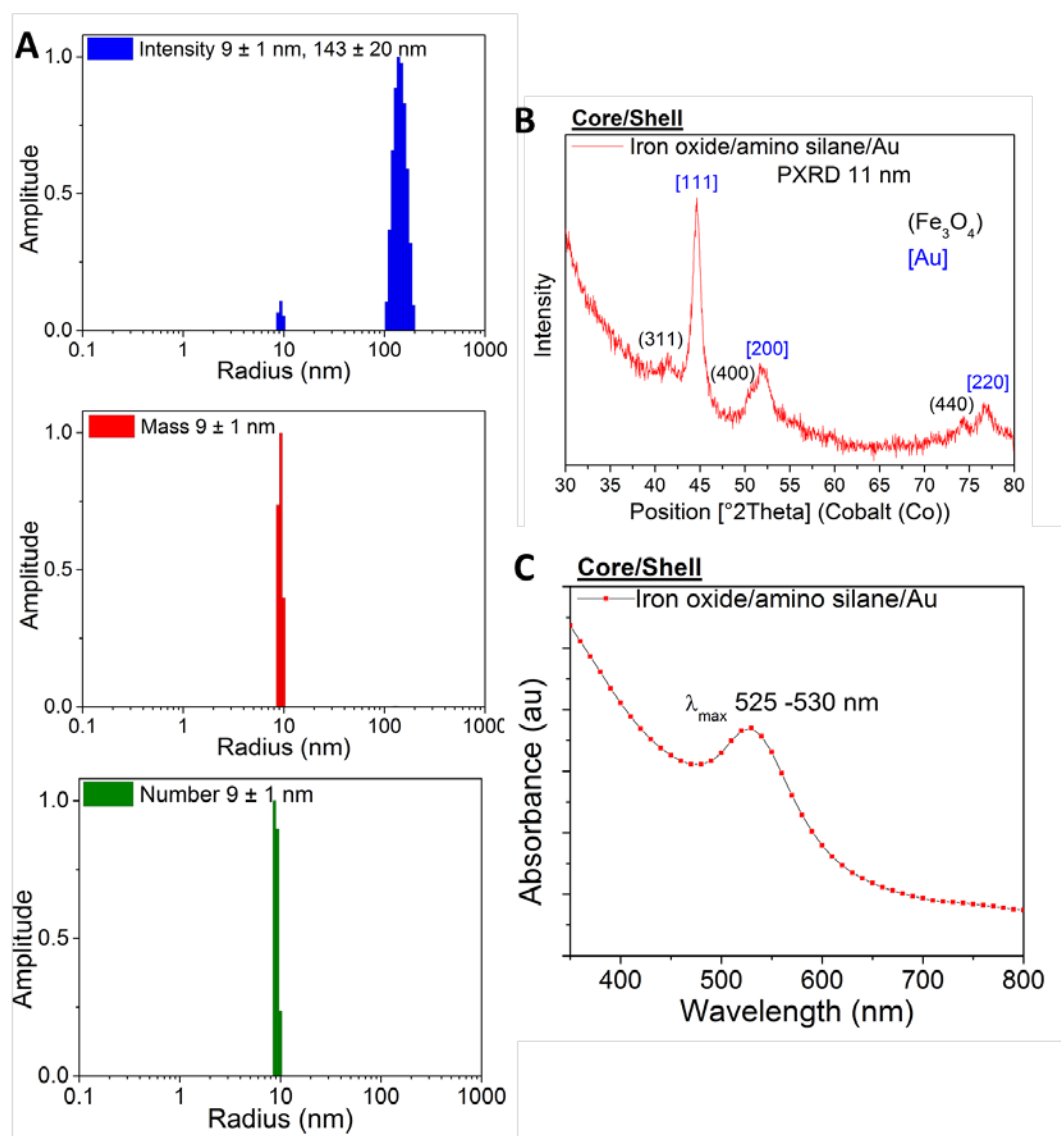 A
Intensity 9 ± 1 nm, 143 ± 20 nm
1.0
0.5
0.0
Amplitude
0.1 1 10 100 1000
Radius (nm)
Mass 9 ± 1 nm
1.0
0.5
0.0
Amplitude
0.1 1 10 100 1000
Radius (nm)
Number 9 ± 1 nm
1.0
0.5
0.0
Amplitude
0.1 1 10 100 1000
Radius (nm)
B
Core/Shell
Iron oxide/amino silane/Au
PXRD 11 nm
[111]
(Fe₃O₄)
[Au]
(311)
(400)
[200]
(440)
[220]
Intensity
30 35 40 45 50 55 60 65 70 75 80
Position [°2Theta] (Cobalt (Co))
C
Core/Shell
Iron oxide/amino silane/Au
λmax 525 -530 nm
Absorbance (au)
400 500 600 700 800
Wavelength (nm)